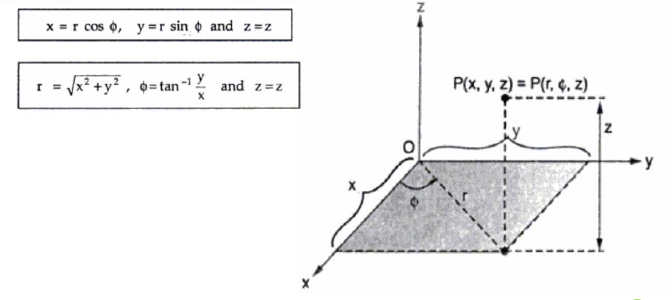 x = r cos ϕ, y = r sin ϕ and z = z
r = √x² + y² , ϕ = tan⁻¹ y/x and z = z
z
P(x, y, z) = P(r, ϕ, z)
z
y
O
y
x
ϕ
r
x